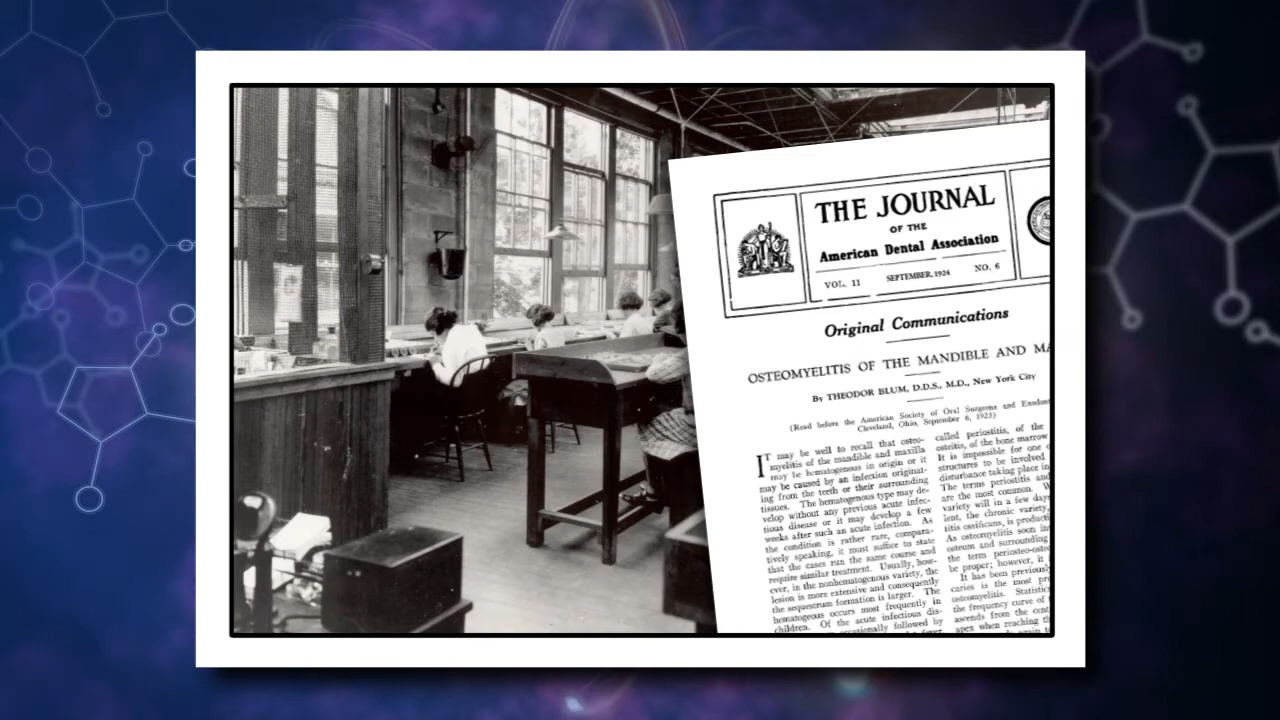 THE JOURNAL
OF THE
American Dental Association
VOL. 11 SEPTEMBER, 1924 NO. 6
Original Communications
OSTEOMYELITIS OF THE MANDIBLE AND MA
By THEODOR BLUM, D.D.S., M.D., New York City
(Read before the American Society of Oral Surgeons and Exodon
Cleveland, Ohio, September 6, 1923)
IT may be well to recall that osteo-
myelitis of the mandible and maxilla
may be hematogenous in origin or it
may be caused by an infection originat-
ing from the teeth or their surrounding
tissues. The hematogenous type may de-
velop without any previous acute infec-
tious disease or it may develop a few
weeks after such an acute infection. As
the condition is rather rare, compara-
tively speaking, it must suffice to state
that the cases run the same course and
require similar treatment. Usually, how-
ever, in the nonhematogenous variety, the
lesion is more extensive and consequently
the sequestrum formation is larger. The
hematogenous occurs most frequently in
children. Of the acute infectious dis-
occasionally followed by
called periostitis, of the
osteitis, of the bone marrow
It is impossible for one o
structures to be involved
disturbance taking place in
The terms periostitis and
are the most common. W
variety will in a few days
lent, the chronic variety,
titis ossificans, is producti
As osteomyelitis soon in
osteum and surrounding
the term periosteo-osteo
be proper; however, it
It has been previously
caries is the most pr
osteomyelitis. Statistic
the frequency curve of
ascends from the cent
apex when reaching th